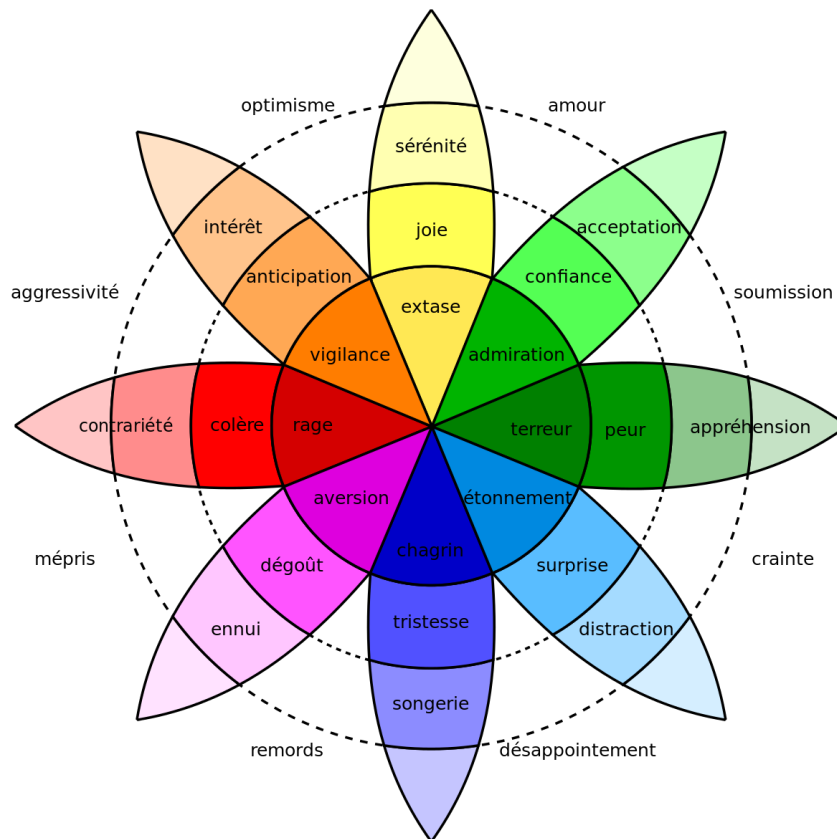 optimisme
amour
sérénité
intérêt
acceptation
joie
anticipation
confiance
aggressivité
soumission
extase
vigilance
admiration
contrariété
colère
rage
terreur
peur
appréhension
aversion
étonnement
chagrin
mépris
dégoût
surprise
crainte
tristesse
ennui
distraction
songerie
remords
désappointement